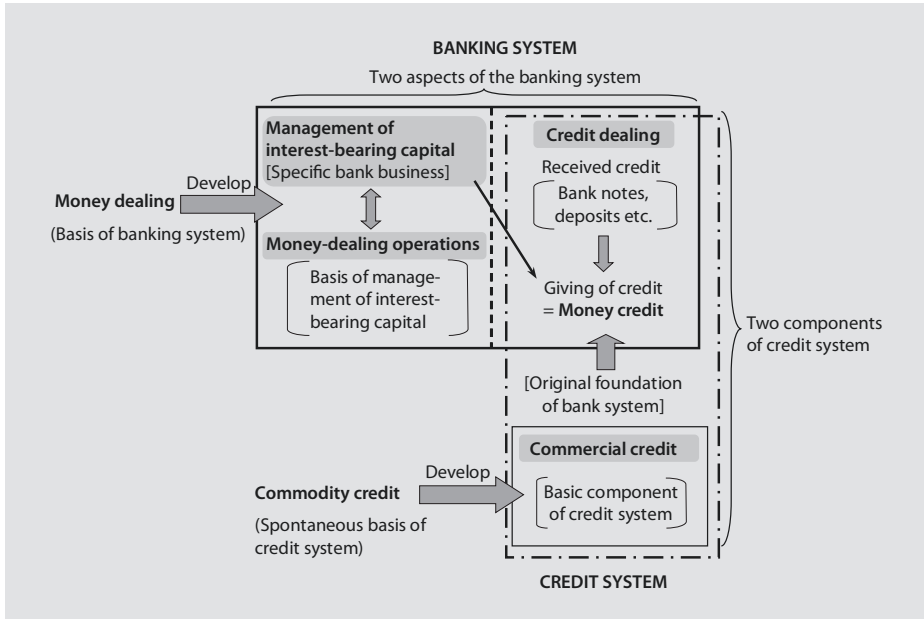 BANKING SYSTEM
Two aspects of the banking system
Management of
interest-bearing capital
[Specific bank business]
Money-dealing operations
Basis of manage-
ment of interest-
bearing capital
Develop
Money dealing
(Basis of banking system)
Credit dealing
Received credit
Bank notes,
deposits etc.
Giving of credit
= Money credit
[Original foundation
of bank system]
Two components
of credit system
Commercial credit
Basic component
of credit system
Develop
Commodity credit
(Spontaneous basis of
credit system)
CREDIT SYSTEM